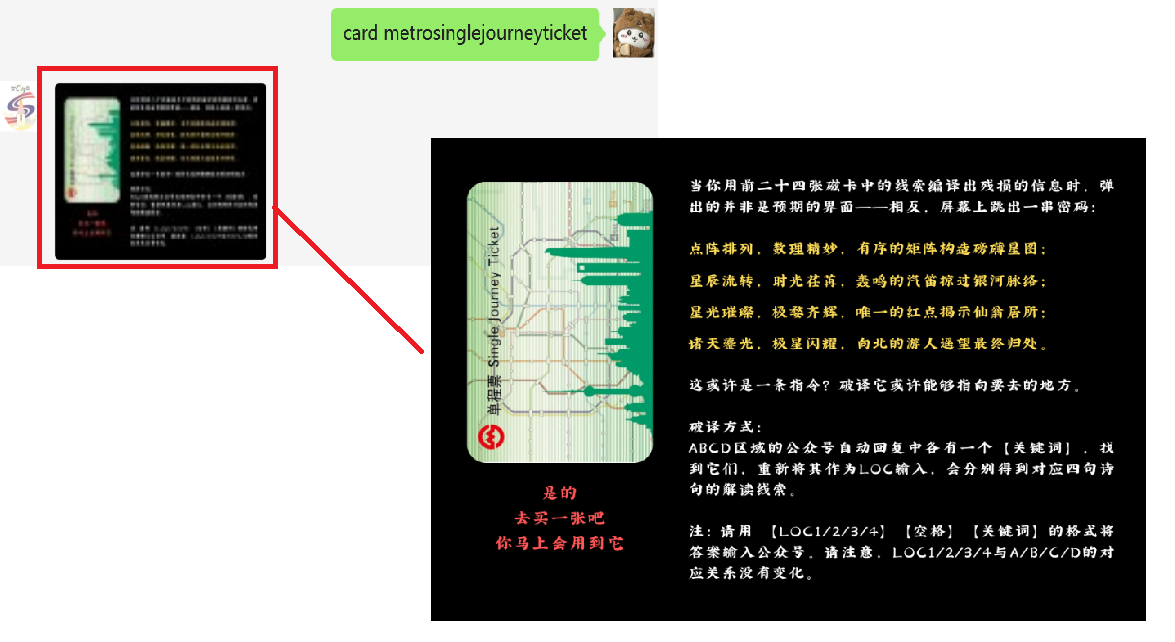 card metrosinglejourneyticket
单程票 Single Journey Ticket
是的
去买一张吧
你马上会用到它
当你用前二十四张磁卡中的线索编译出残损的信息时，弹
出的并非是预期的界面——相反，屏幕上跳出一串密码：
点阵排列，数理精妙，有序的矩阵构造磅礴星图；
星辰流转，时光荏苒，轰鸣的汽笛掠过银河脉络；
星光璀璨，极婺齐辉，唯一的红点揭示仙翁居所；
诸天鎏光，极星闪耀，向北的游人遥望最终归处。
这或许是一条指令？破译它或许能够指向要去的地方。
破译方式：
ABCD区域的公众号自动回复中各有一个【关键词】，找
到它们，重新将其作为LOC输入，会分别得到对应四句诗
句的解读线索。
注：请用 【LOC1/2/3/4】 【空格】 【关键词】的格式将
答案输入公众号。请注意，LOC1/2/3/4与A/B/C/D的对
应关系没有变化。